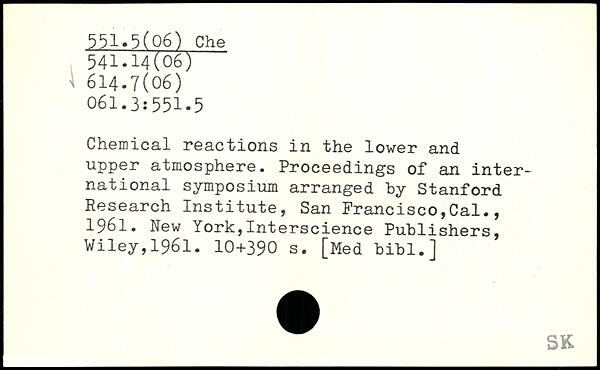 551.5(06) Che
541.14(06)
614.7(06)
061.3:551.5
Chemical reactions in the lower and
upper atmosphere. Proceedings of an inter-
national symposium arranged by Stanford
Research Institute, San Francisco,Cal.,
1961. New York,Interscience Publishers,
Wiley,1961. 10+390 s. [Med bibl.]
SK